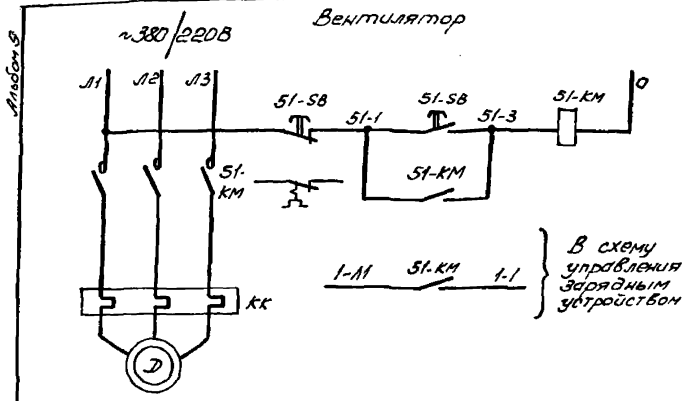 Альбом 9
Вентилятор
~380/220В
Л1 Л2 Л3
51-SB 51-1 51-SB 51-3 51-КМ 0
51-КМ
51-КМ
1-Л1 51-КМ 1-1
В схему управления зарядным устройством
КК
D